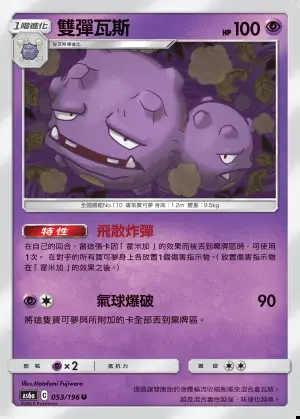 1階進化
雙彈瓦斯
HP 100
從瓦斯彈進化
全國圖鑑No.110 毒氣寶可夢 身高：1.2m 體重：9.5kg
特性 飛散炸彈
在自己的回合，當這張卡因「霍米加」的效果而被丟到棄牌區時，可使用
1次。在對手的所有寶可夢身上各放置1個傷害指示物。（放置傷害指示物
在「霍米加」的效果之後。）
氣球爆破 90
將這隻寶可夢與所附加的卡全部丟到棄牌區。
弱點 ×2 抵抗力 撤退
Illus.Motofumi Fujiwara
C 053/196 U